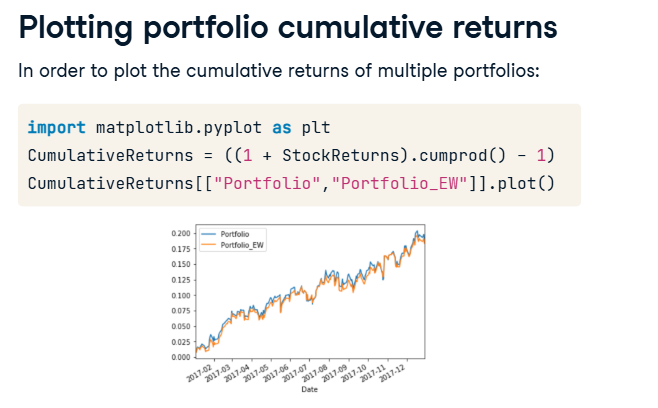 Plotting portfolio cumulative returns
In order to plot the cumulative returns of multiple portfolios:
import matplotlib.pyplot as plt
CumulativeReturns = ((1 + StockReturns).cumprod() - 1)
CumulativeReturns[["Portfolio","Portfolio_EW"]].plot()
Portfolio
Portfolio_EW
0.200
0.175
0.150
0.125
0.100
0.075
0.050
0.025
0.000
2017-02
2017-03
2017-04
2017-05
2017-06
2017-07
2017-08
2017-09
2017-10
2017-11
2017-12
Date